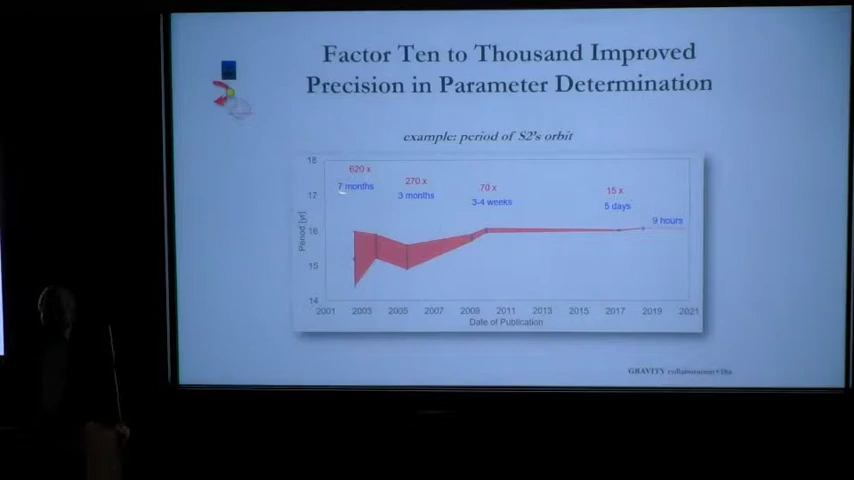 Factor Ten to Thousand Improved
Precision in Parameter Determination
example: period of S2's orbit
18
17
16
15
14
Period [yr]
620 x
7 months
270 x
3 months
70 x
3-4 weeks
15 x
5 days
9 hours
2001 2003 2005 2007 2009 2011 2013 2015 2017 2019 2021
Date of Publication
GRAVITY collaboration